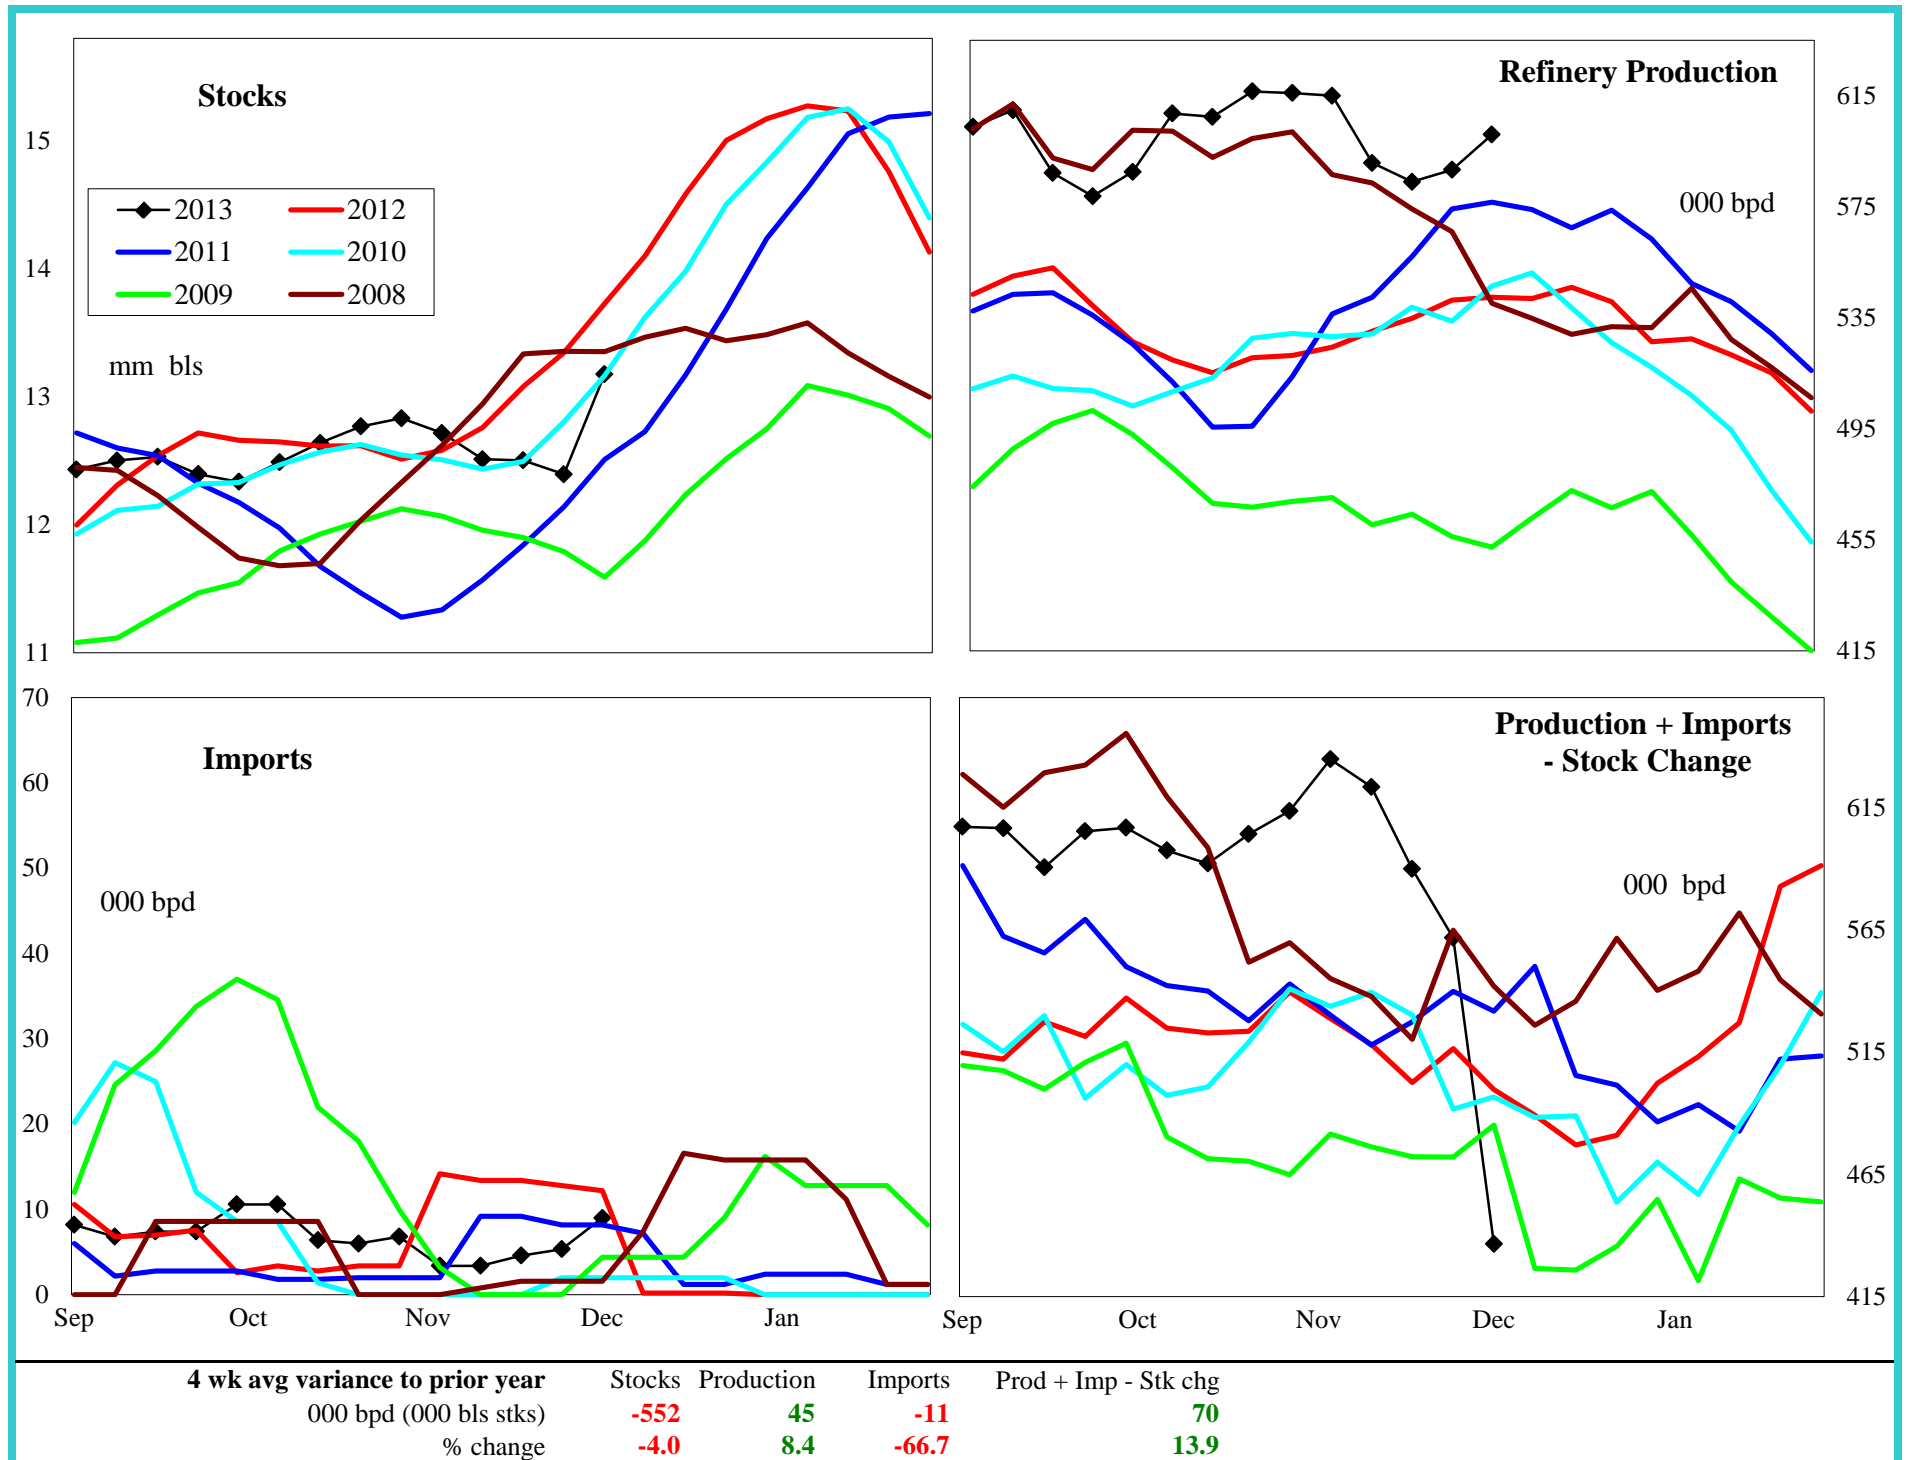 Stocks
15
14
13
12
11
2013 2012
2011 2010
2009 2008
mm bls
Refinery Production
000 bpd
615
575
535
495
455
415
Imports
000 bpd
70
60
50
40
30
20
10
0
Sep Oct Nov Dec Jan
Production + Imports
- Stock Change
000 bpd
615
565
515
465
415
Sep Oct Nov Dec Jan
4 wk avg variance to prior year Stocks Production Imports Prod + Imp - Stk chg
000 bpd (000 bls stks) -552 45 -11 70
% change -4.0 8.4 -66.7 13.9